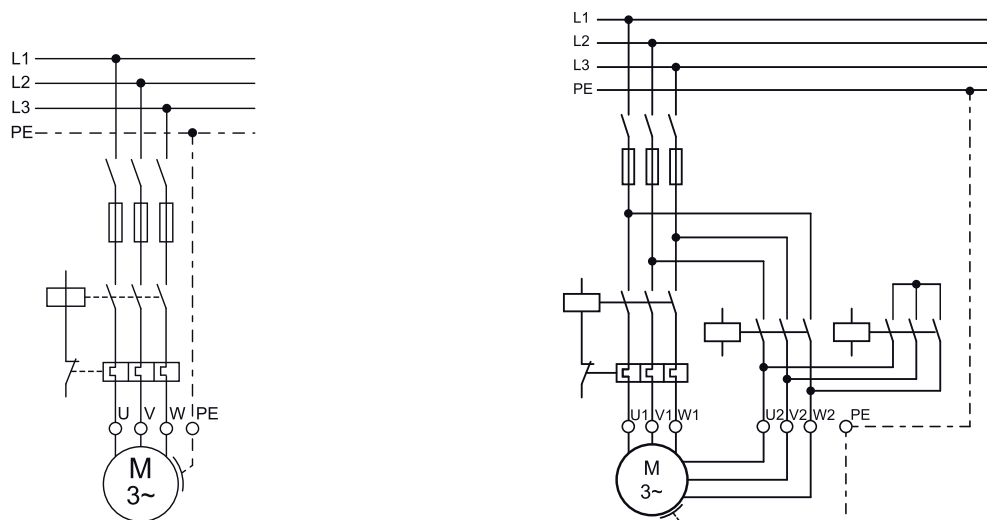 L1
L2
L3
PE
U V W PE
M
3~
L1
L2
L3
PE
U1 V1 W1 U2 V2 W2 PE
M
3~